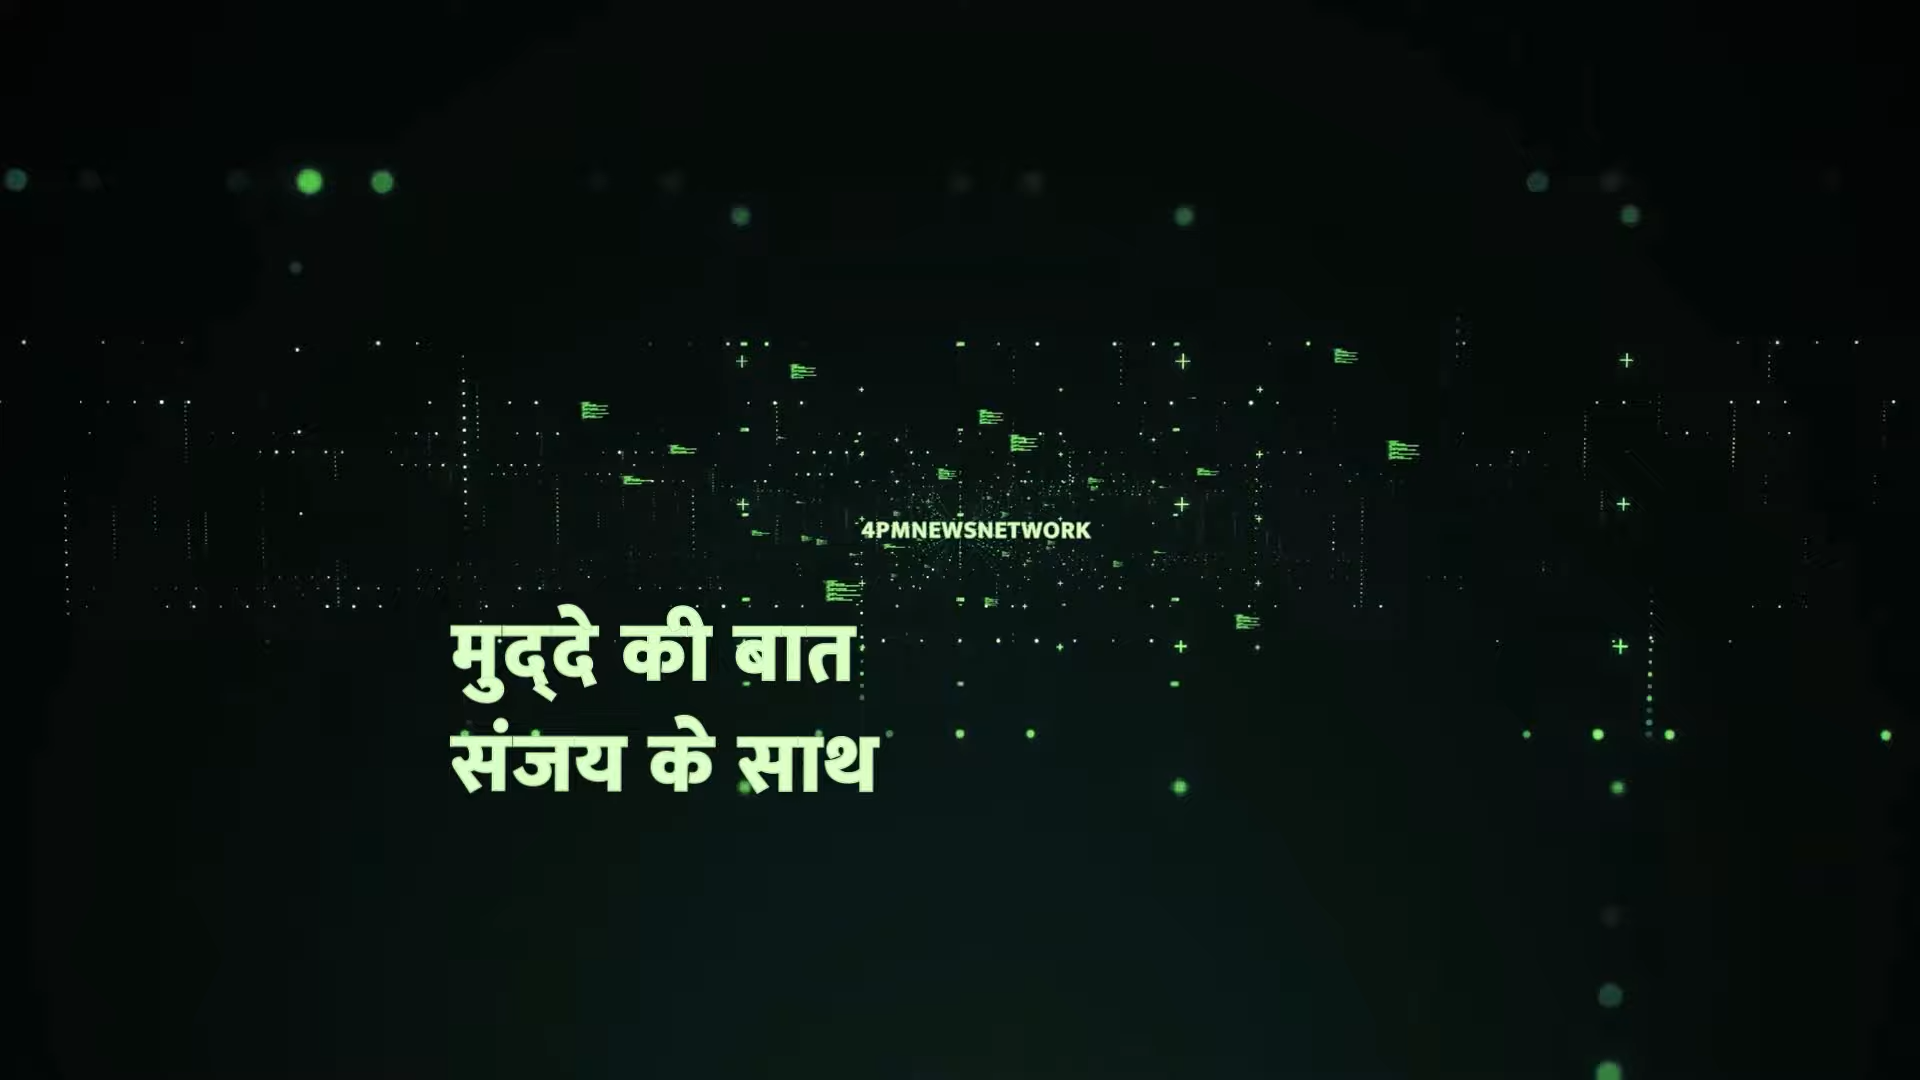 4PMNEWSNETWORK
मुद्दे की बात
संजय के साथ